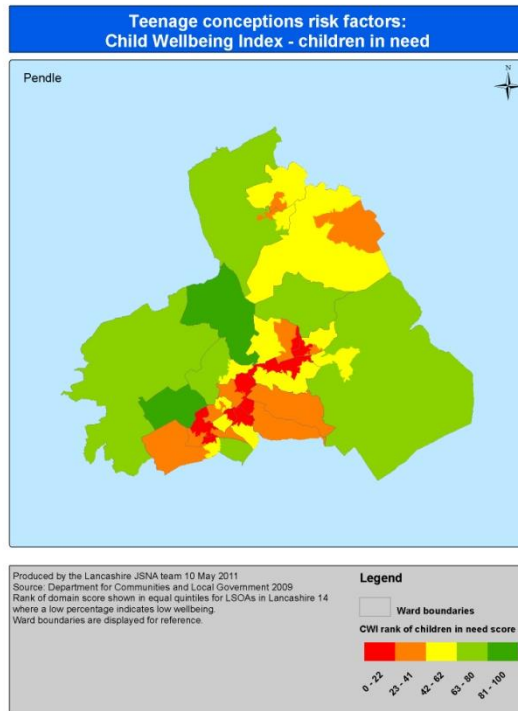 Teenage conceptions risk factors:
Child Wellbeing Index - children in need
Pendle
N
Produced by the Lancashire JSNA team 10 May 2011
Source: Department for Communities and Local Government 2009
Rank of domain score shown in equal quintiles for LSOAs in Lancashire 14
where a low percentage indicates low wellbeing.
Ward boundaries are displayed for reference.
Legend
Ward boundaries
CWI rank of children in need score
0 - 22
23 - 41
42 - 62
63 - 80
81 - 100